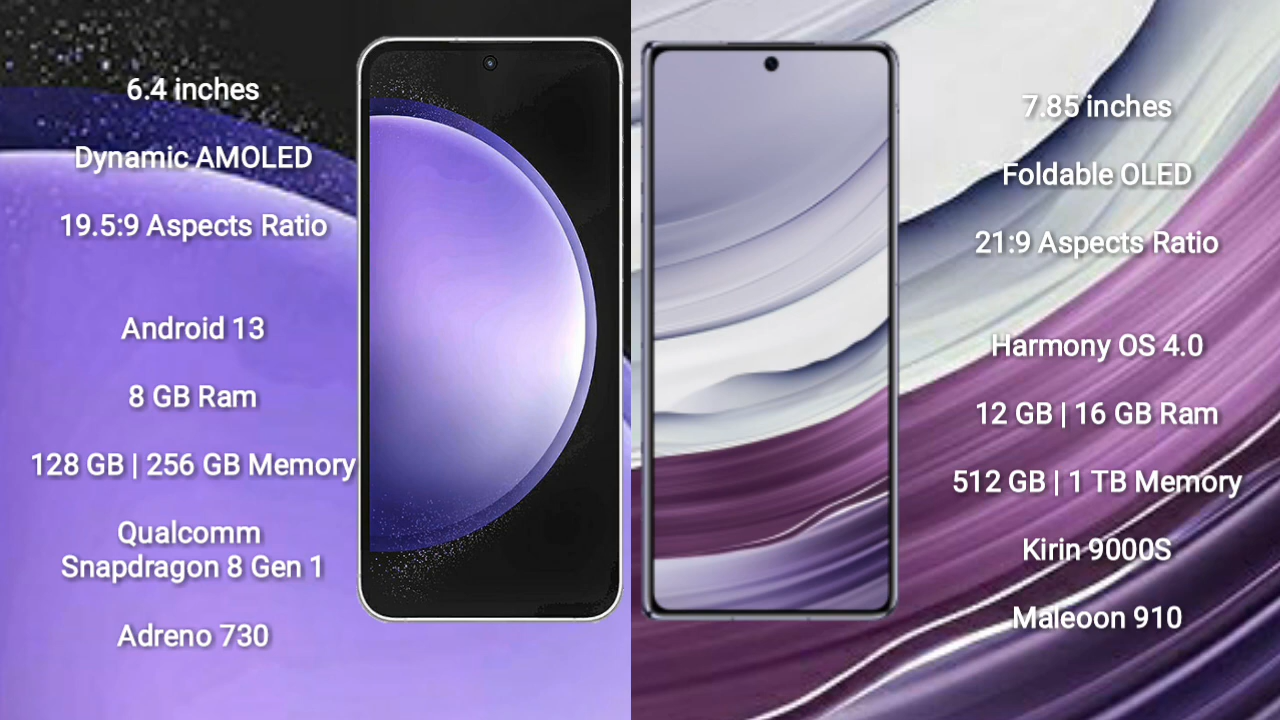 6.4 inches
Dynamic AMOLED
19.5:9 Aspects Ratio
Android 13
8 GB Ram
128 GB | 256 GB Memory
Qualcomm
Snapdragon 8 Gen 1
Adreno 730
7.85 inches
Foldable OLED
21:9 Aspects Ratio
Harmony OS 4.0
12 GB | 16 GB Ram
512 GB | 1 TB Memory
Kirin 9000S
Maleoon 910